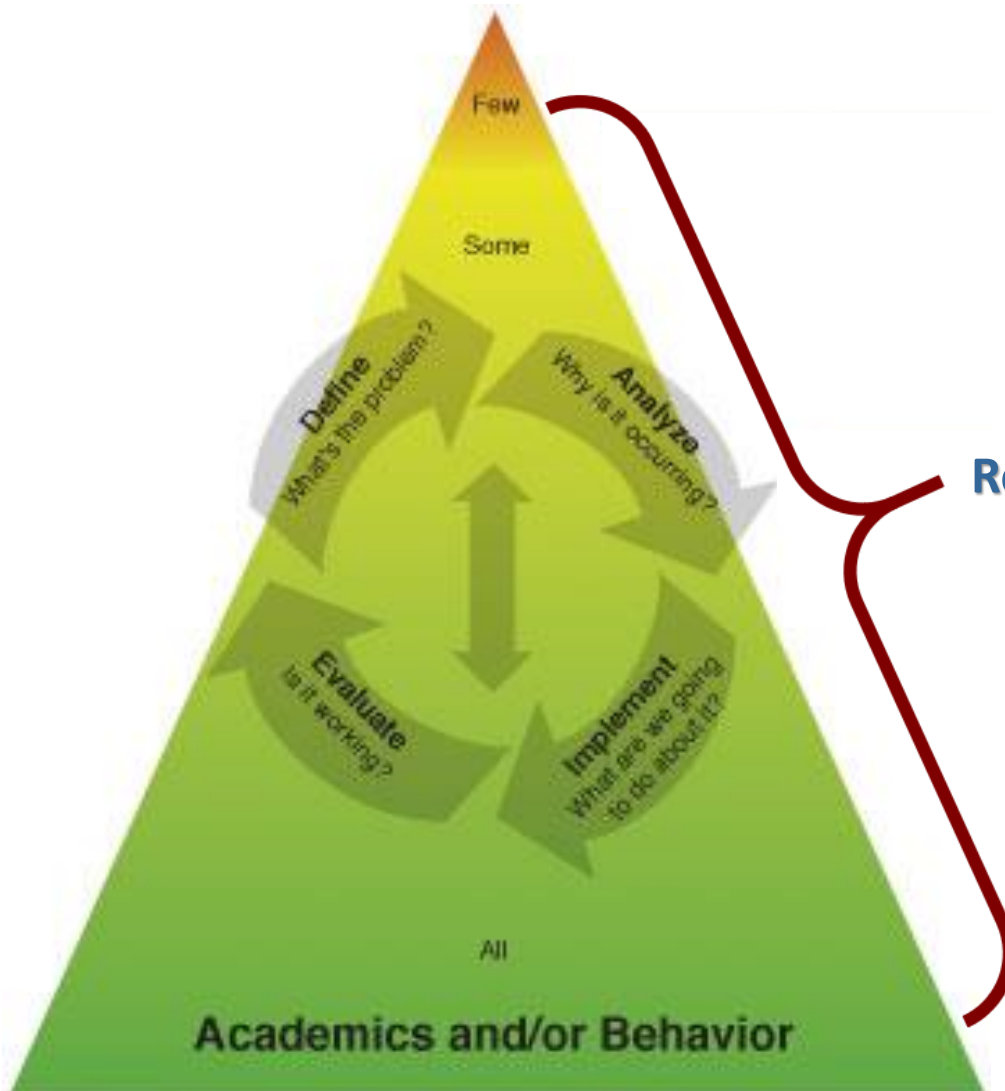 Few
Some
Define
What's the problem?
Analyze
Why is it occurring?
Re
Evaluate
Is it working?
Implement
What are we going
to do about it?
All
Academics and/or Behavior